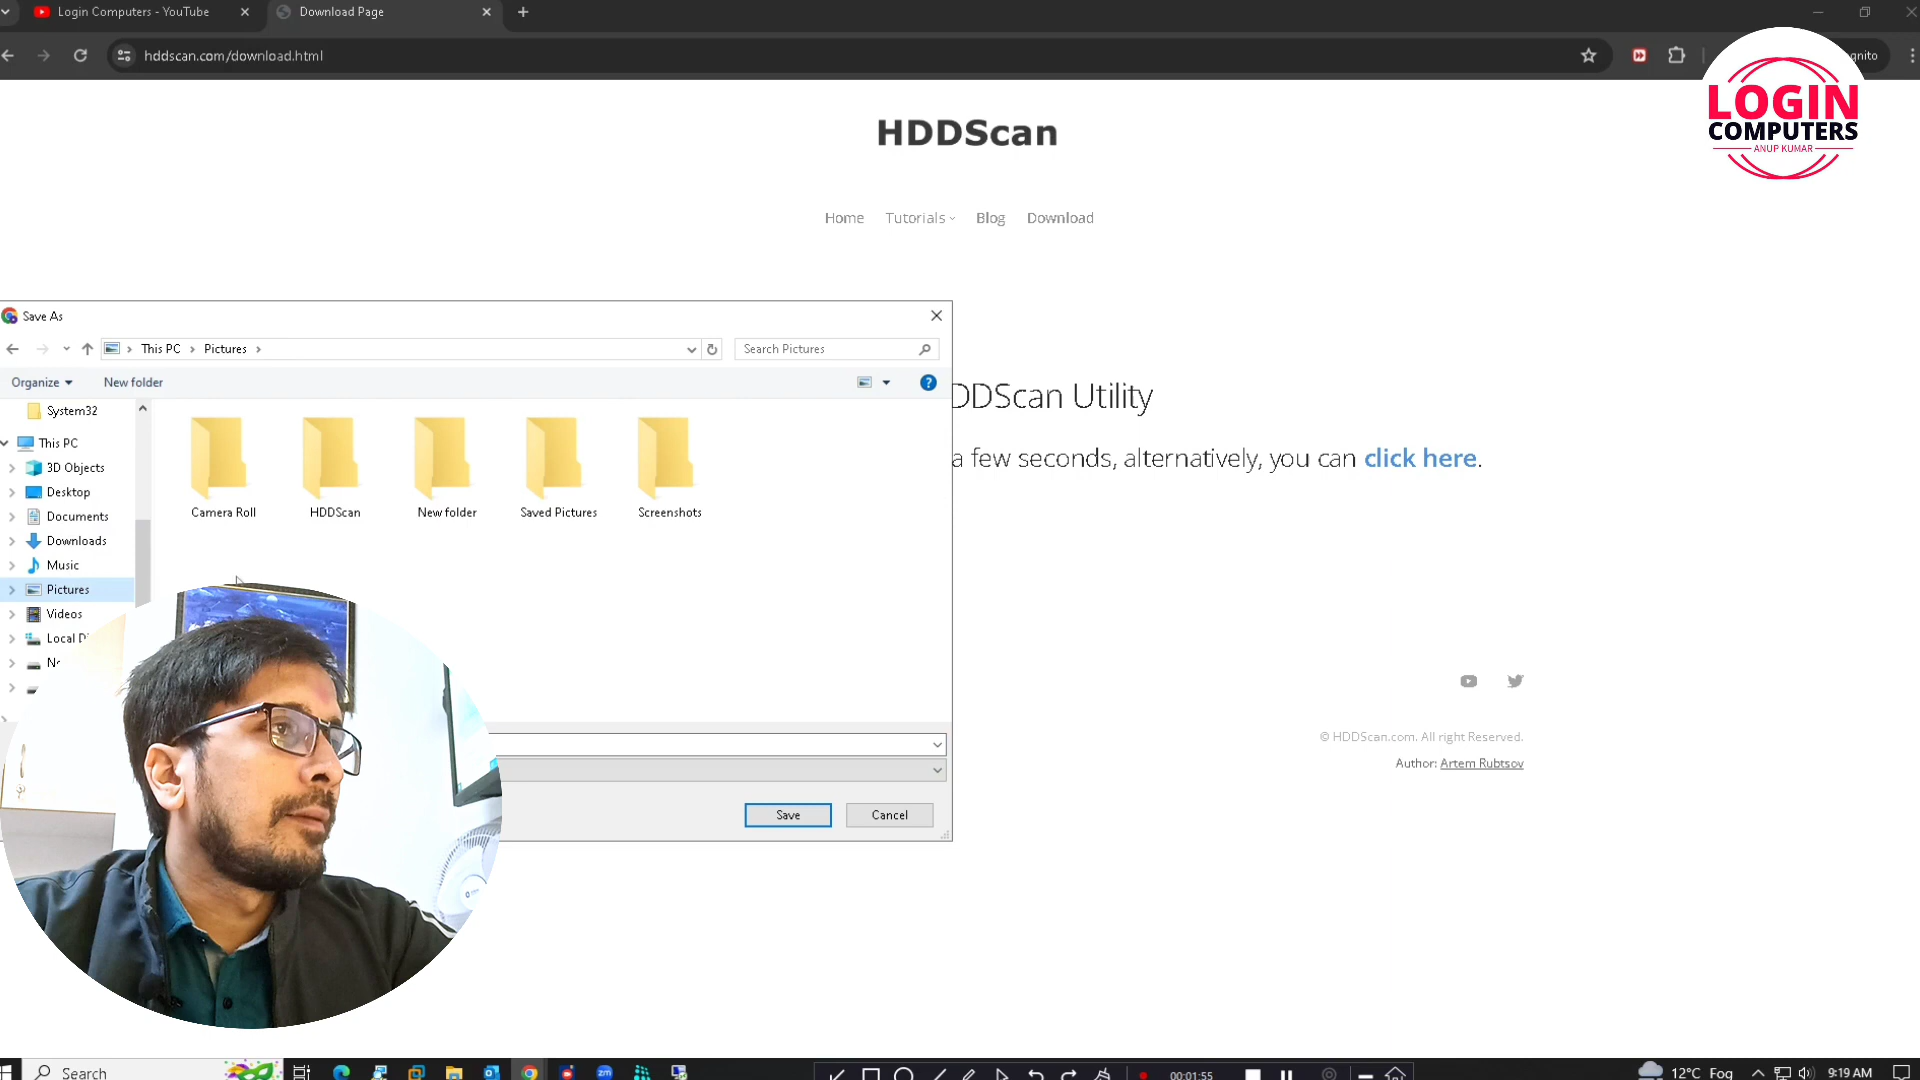 Login Computers - YouTube
Download Page
hddscan.com/download.html
LOGIN
COMPUTERS
ANUP KUMAR
HDDScan
Home Tutorials Blog Download
Save As
This PC > Pictures >
Search Pictures
Organize New folder
DDScan Utility
a few seconds, alternatively, you can click here.
System32
This PC
3D Objects
Desktop
Documents
Downloads
Music
Pictures
Videos
Camera Roll
HDDScan
New folder
Saved Pictures
Screenshots
Save
Cancel
© HDDScan.com. All right Reserved.
Author: Artem Rubtsov
Search
00:01:55
12°C Fog
9:19 AM